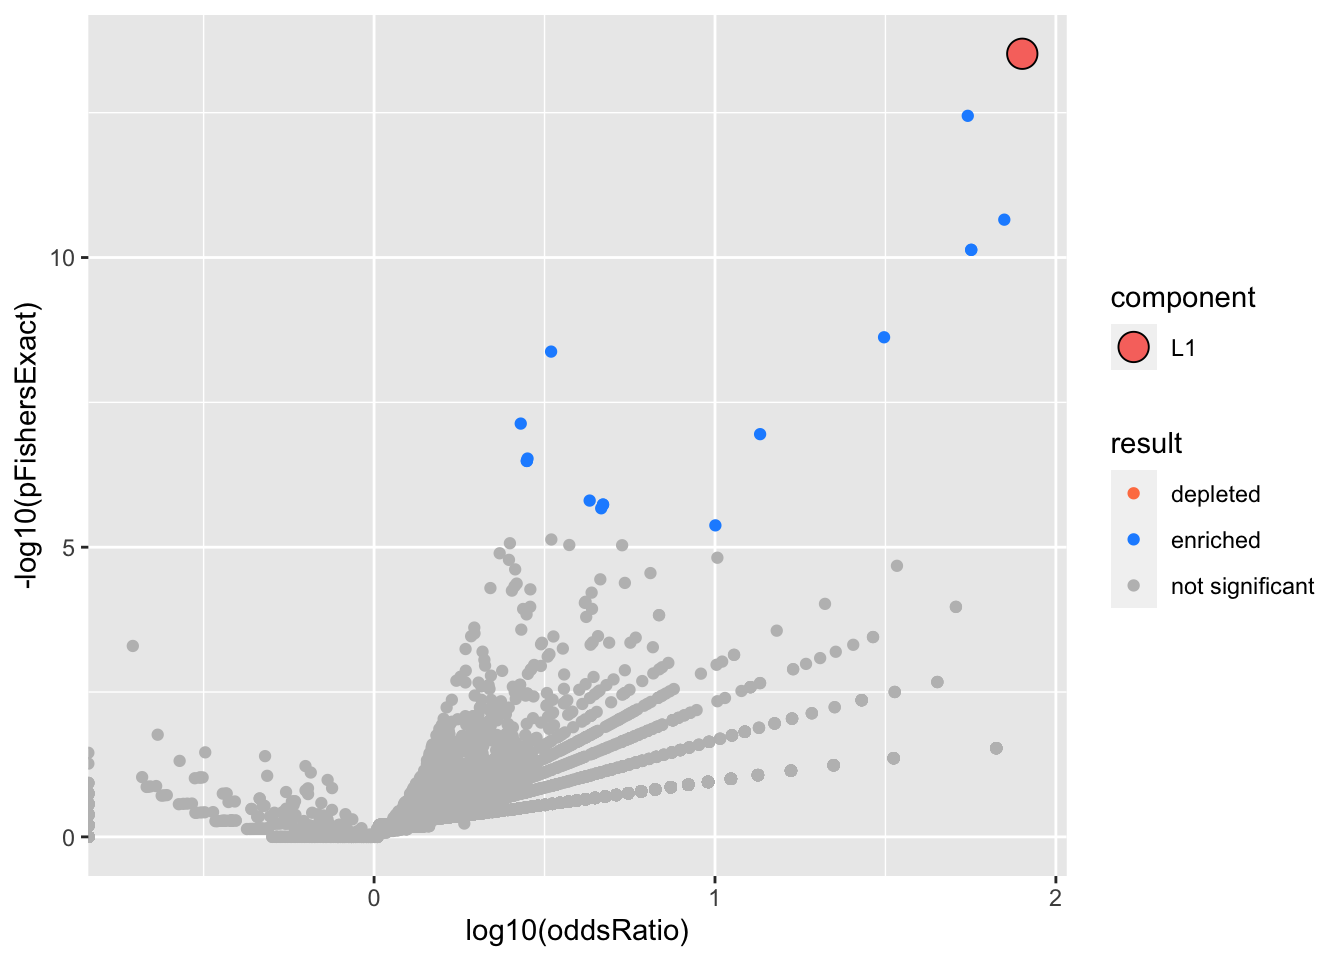 -log10(pFishersExact)
10
5
0
0
1
2
log10(oddsRatio)
component
L1
result
depleted
enriched
not significant